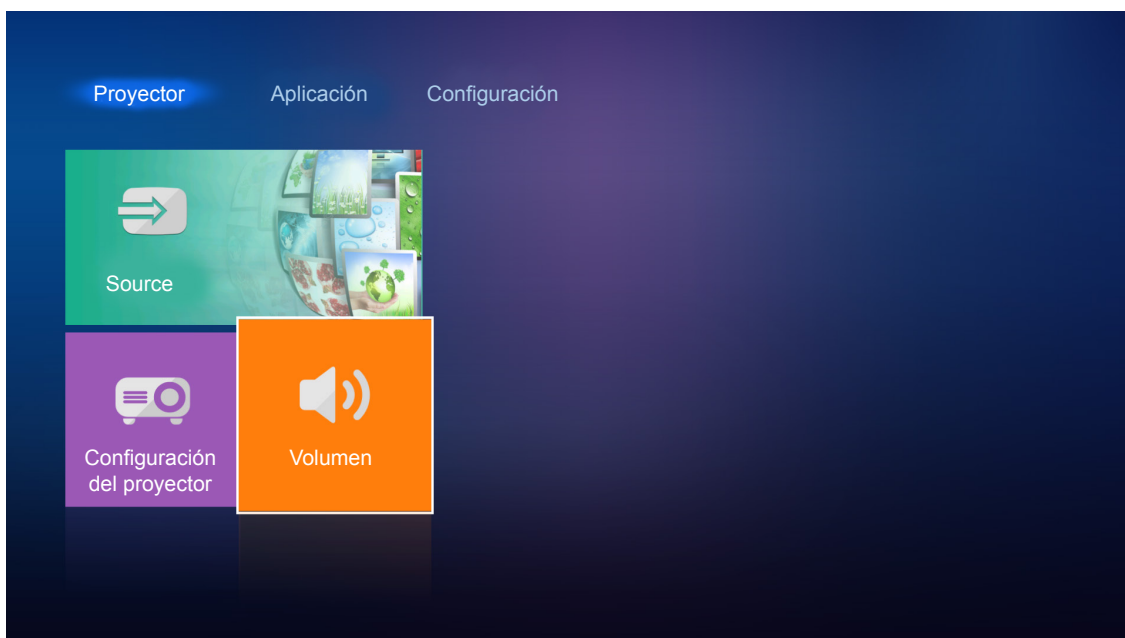 Proyector Aplicación Configuración
Source
Configuración
del proyector
Volumen